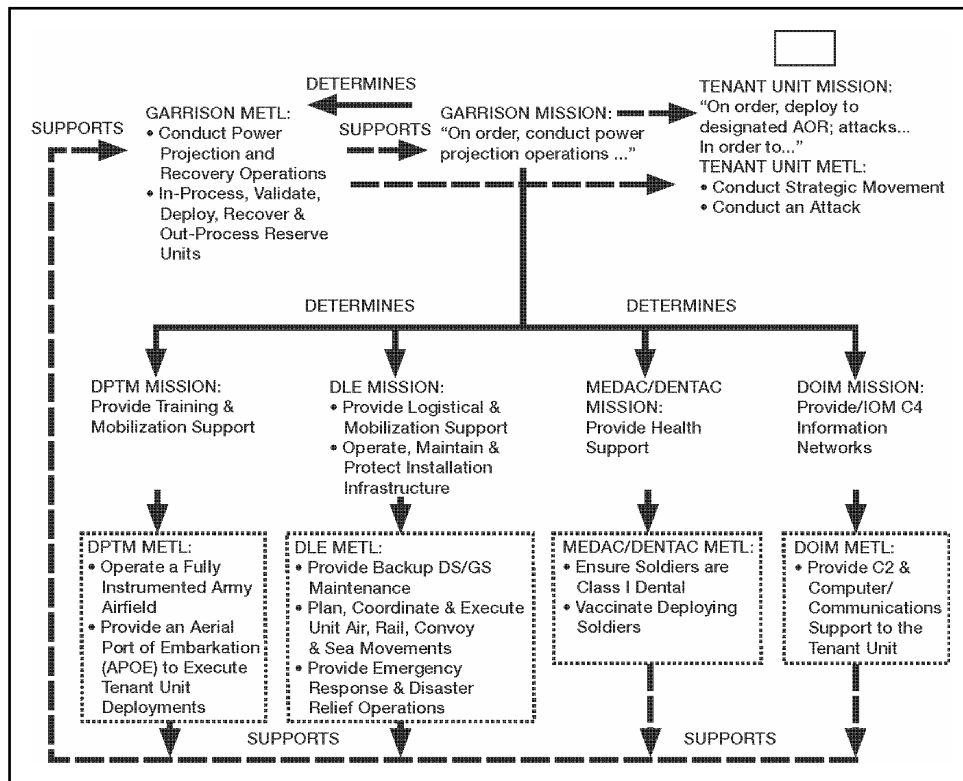 DETERMINES
SUPPORTS
GARRISON METL:
• Conduct Power
Projection and
Recovery Operations
• In-Process, Validate,
Deploy, Recover &
Out-Process Reserve
Units
SUPPORTS
GARRISON MISSION:
“On order, conduct power
projection operations ...”
TENANT UNIT MISSION:
“On order, deploy to
designated AOR; attacks...
In order to...”
TENANT UNIT METL:
• Conduct Strategic Movement
• Conduct an Attack
DETERMINES
DETERMINES
DPTM MISSION:
Provide Training &
Mobilization Support
DLE MISSION:
• Provide Logistical &
Mobilization Support
• Operate, Maintain &
Protect Installation
Infrastructure
MEDAC/DENTAC
MISSION:
Provide Health
Support
DOIM MISSION:
Provide/IOM C4
Information
Networks
DPTM METL:
• Operate a Fully
Instrumented Army
Airfield
• Provide an Aerial
Port of Embarkation
(APOE) to Execute
Tenant Unit
Deployments
DLE METL:
• Provide Backup DS/GS
Maintenance
• Plan, Coordinate & Execute
Unit Air, Rail, Convoy
& Sea Movements
• Provide Emergency
Response & Disaster
Relief Operations
MEDAC/DENTAC METL:
• Ensure Soldiers are
Class I Dental
• Vaccinate Deploying
Soldiers
DOIM METL:
• Provide C2 &
Computer/
Communications
Support to the
Tenant Unit
SUPPORTS
SUPPORTS